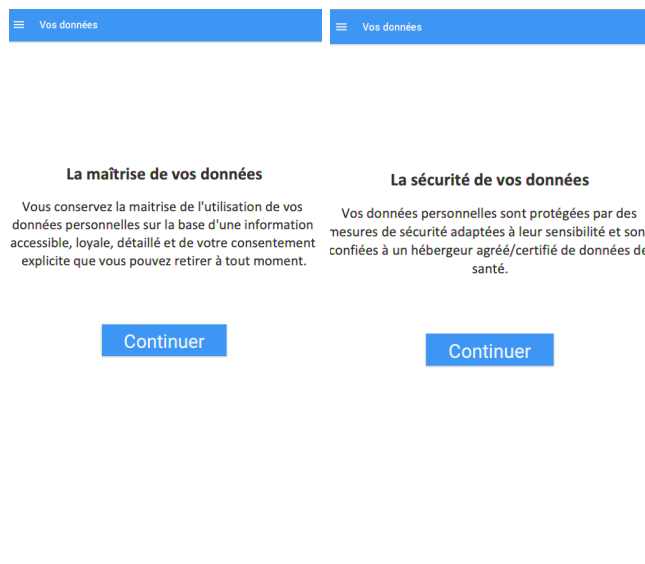 Vos données
La maîtrise de vos données
Vous conservez la maitrise de l'utilisation de vos
données personnelles sur la base d'une information
accessible, loyale, détaillé et de votre consentement
explicite que vous pouvez retirer à tout moment.
Continuer
Vos données
La sécurité de vos données
Vos données personnelles sont protégées par des
mesures de sécurité adaptées à leur sensibilité et son
confiées à un hébergeur agréé/certifié de données de
santé.
Continuer